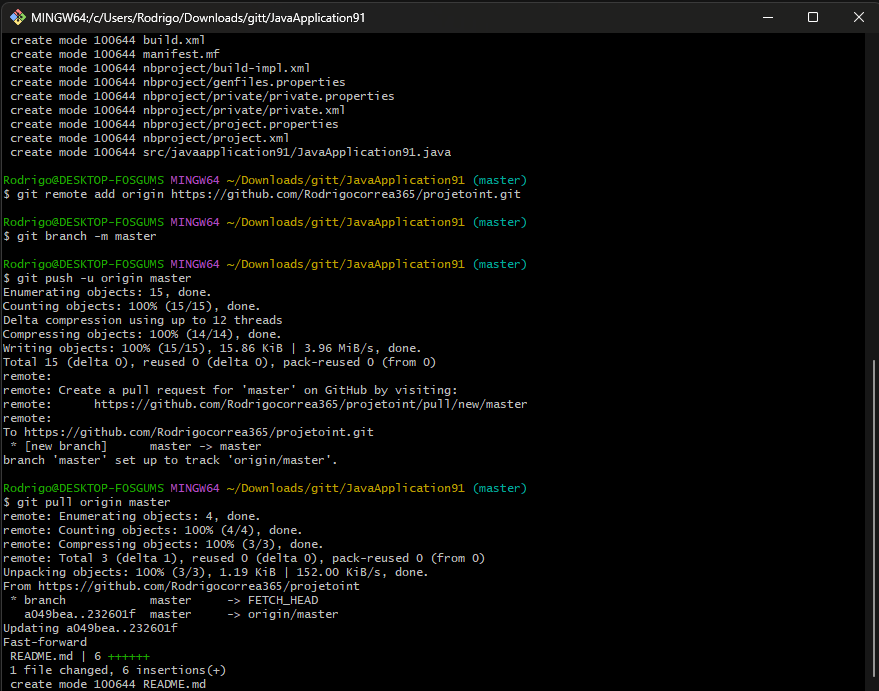 MINGW64:/c/Users/Rodrigo/Downloads/gitt/JavaApplication91
create mode 100644 build.xml
create mode 100644 manifest.mf
create mode 100644 nbproject/build-impl.xml
create mode 100644 nbproject/genfiles.properties
create mode 100644 nbproject/private/private.properties
create mode 100644 nbproject/private/private.xml
create mode 100644 nbproject/project.properties
create mode 100644 nbproject/project.xml
create mode 100644 src/javaapplication91/JavaApplication91.java
Rodrigo@DESKTOP-FOSGUMS MINGW64 ~/Downloads/gitt/JavaApplication91 (master)
$ git remote add origin https://github.com/Rodrigocorrea365/projetoint.git
Rodrigo@DESKTOP-FOSGUMS MINGW64 ~/Downloads/gitt/JavaApplication91 (master)
$ git branch -m master
Rodrigo@DESKTOP-FOSGUMS MINGW64 ~/Downloads/gitt/JavaApplication91 (master)
$ git push -u origin master
Enumerating objects: 15, done.
Counting objects: 100% (15/15), done.
Delta compression using up to 12 threads
Compressing objects: 100% (14/14), done.
Writing objects: 100% (15/15), 15.86 KiB | 3.96 MiB/s, done.
Total 15 (delta 0), reused 0 (delta 0), pack-reused 0 (from 0)
remote:
remote: Create a pull request for 'master' on GitHub by visiting:
remote:      https://github.com/Rodrigocorrea365/projetoint/pull/new/master
remote:
To https://github.com/Rodrigocorrea365/projetoint.git
* [new branch]      master -> master
branch 'master' set up to track 'origin/master'.
Rodrigo@DESKTOP-FOSGUMS MINGW64 ~/Downloads/gitt/JavaApplication91 (master)
$ git pull origin master
remote: Enumerating objects: 4, done.
remote: Counting objects: 100% (4/4), done.
remote: Compressing objects: 100% (3/3), done.
remote: Total 3 (delta 1), reused 0 (delta 0), pack-reused 0 (from 0)
Unpacking objects: 100% (3/3), 1.19 KiB | 152.00 KiB/s, done.
From https://github.com/Rodrigocorrea365/projetoint
* branch            master     -> FETCH_HEAD
a049bea..232601f  master     -> origin/master
Updating a049bea..232601f
Fast-forward
README.md | 6 ++++++
1 file changed, 6 insertions(+)
create mode 100644 README.md